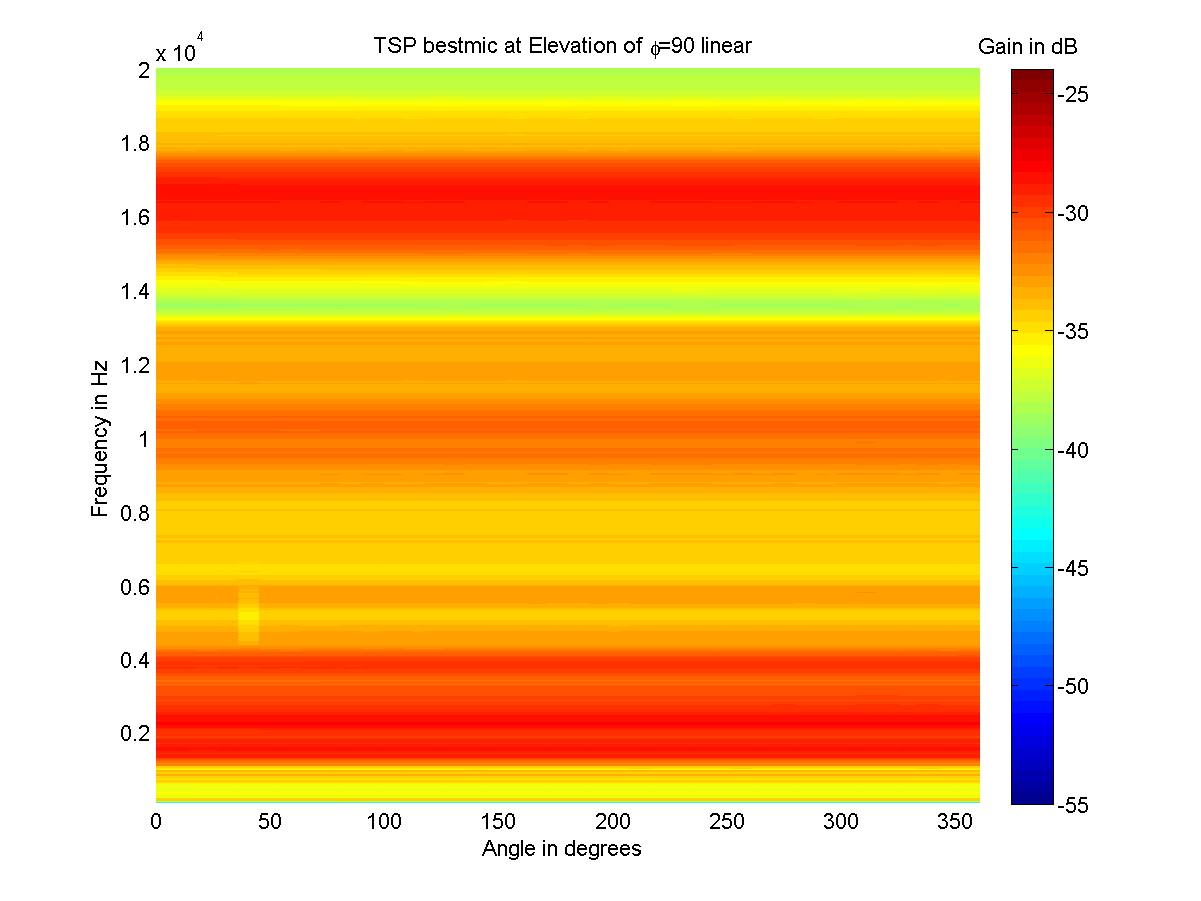 TSP bestmic at Elevation of ϕ=90 linear
Gain in dB
x 10^4
2
1.8
1.6
1.4
1.2
1
0.8
0.6
0.4
0.2
Frequency in Hz
0 50 100 150 200 250 300 350
Angle in degrees
-25
-30
-35
-40
-45
-50
-55